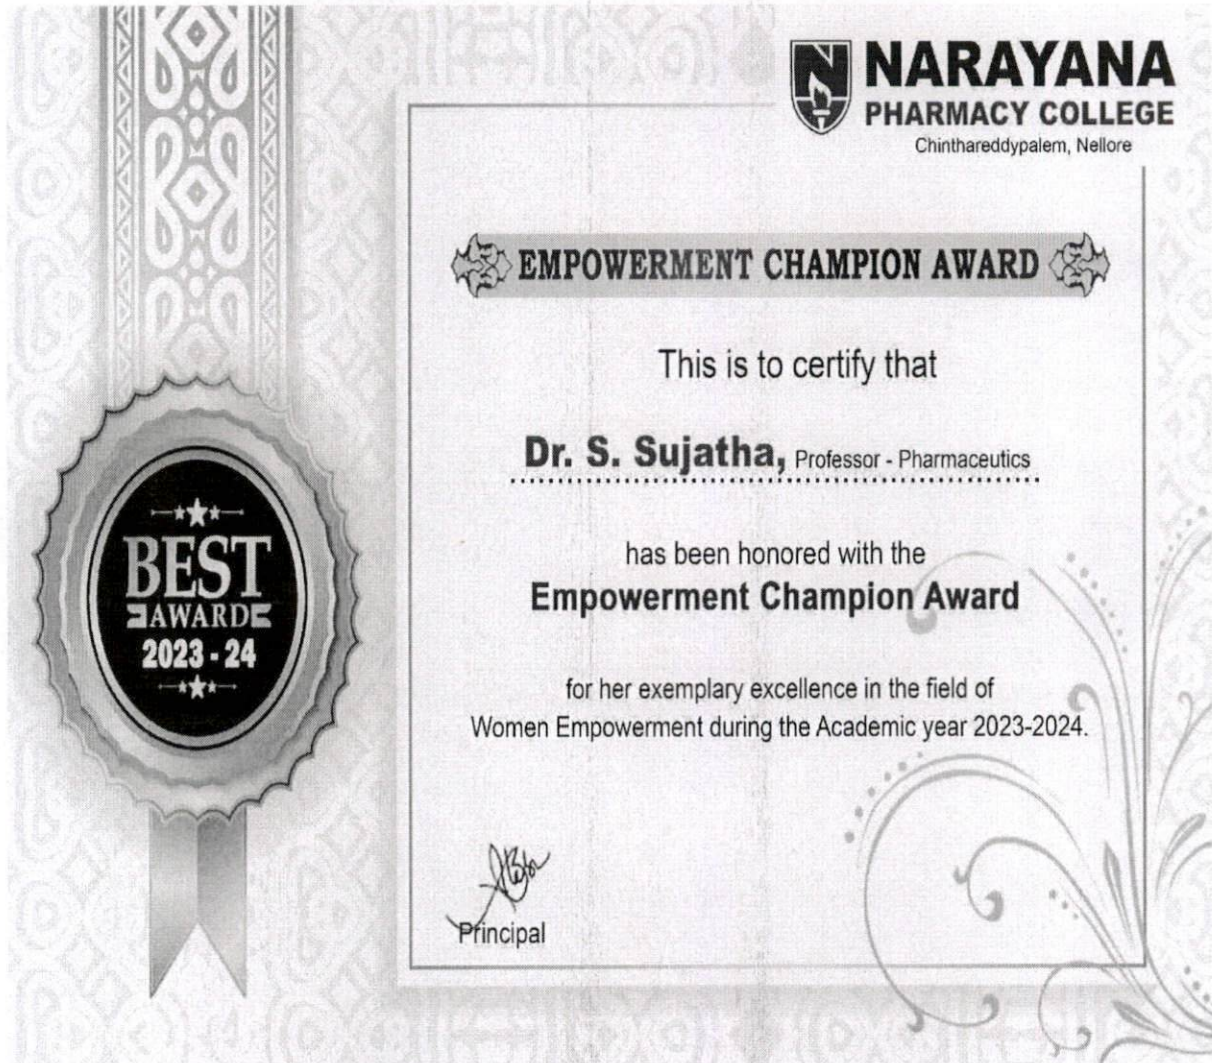 NARAYANA
PHARMACY COLLEGE
Chinthareddypalem, Nellore
EMPOWERMENT CHAMPION AWARD
This is to certify that
Dr. S. Sujatha, Professor - Pharmaceutics
has been honored with the
Empowerment Champion Award
for her exemplary excellence in the field of
Women Empowerment during the Academic year 2023-2024.
Principal
BEST
AWARD
2023 - 24